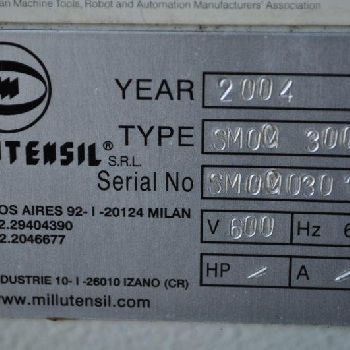 an Machine Tools, Robot and Automation Manufacturers' Association
YEAR 2004
TYPE SMOQ 300
UTENSIL® S.R.L.
Serial No SMOQ030
OS AIRES 92-I-20124 MILAN
2.29404390
2.2046677
V 600 Hz 6
HP / A /
DUSTRIE 10-I-26010 IZANO (CR)
www.millutensil.com